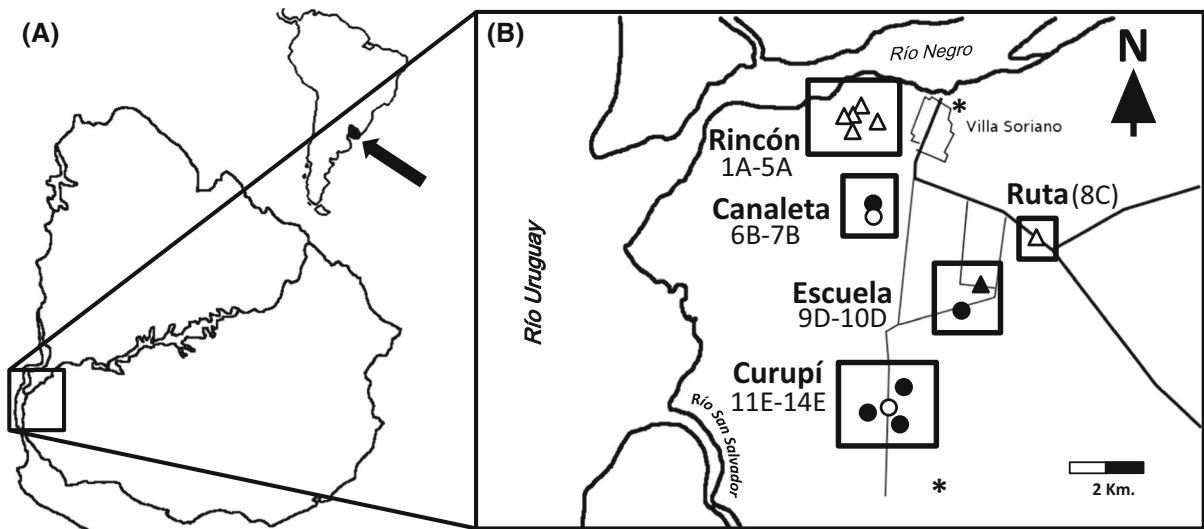 (A)
(B)
Río Negro
N
*
Villa Soriano
Rincón
1A-5A
Ruta (8C)
Canaleta
6B-7B
Río Uruguay
Escuela
9D-10D
Curupí
11E-14E
Río San Salvador
*
2 Km.